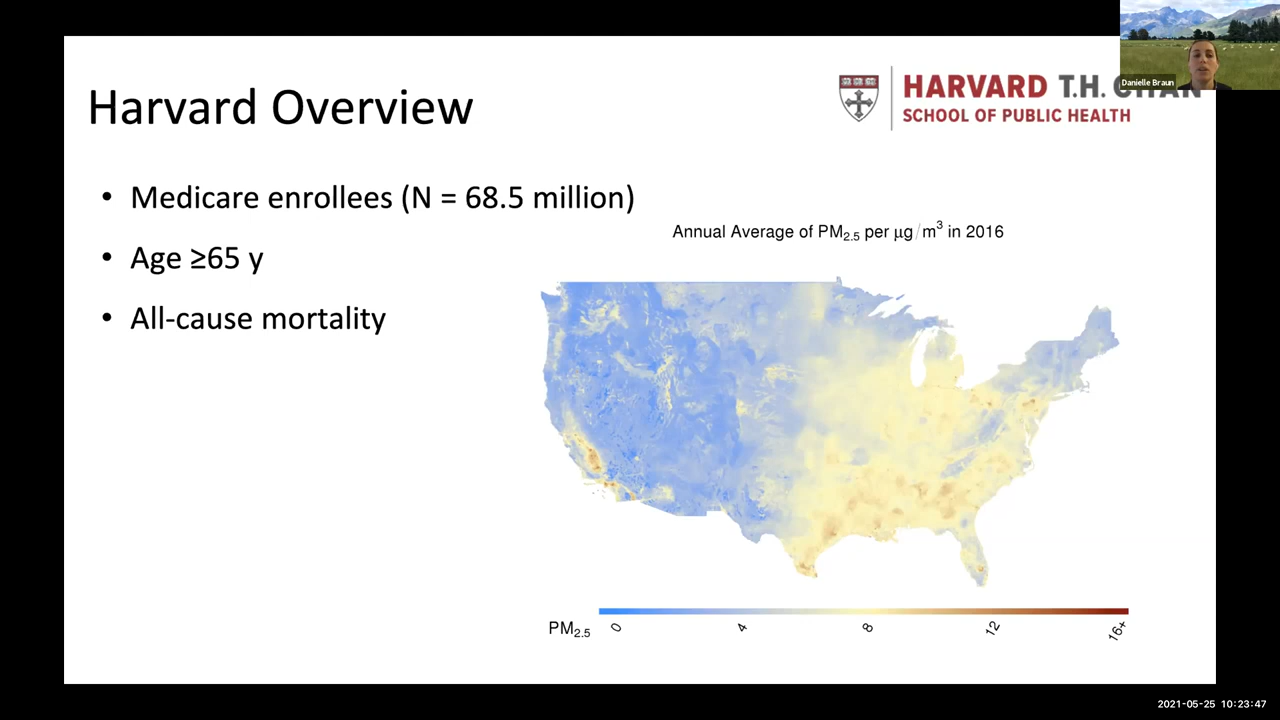 Danielle Braun
Harvard Overview
HARVARD T.H. CHAN
SCHOOL OF PUBLIC HEALTH
• Medicare enrollees (N = 68.5 million)
• Age ≥65 y
• All-cause mortality
Annual Average of PM2.5 per μg/m3 in 2016
PM2.5 0 4 8 12 16+
2021-05-25 10:23:47